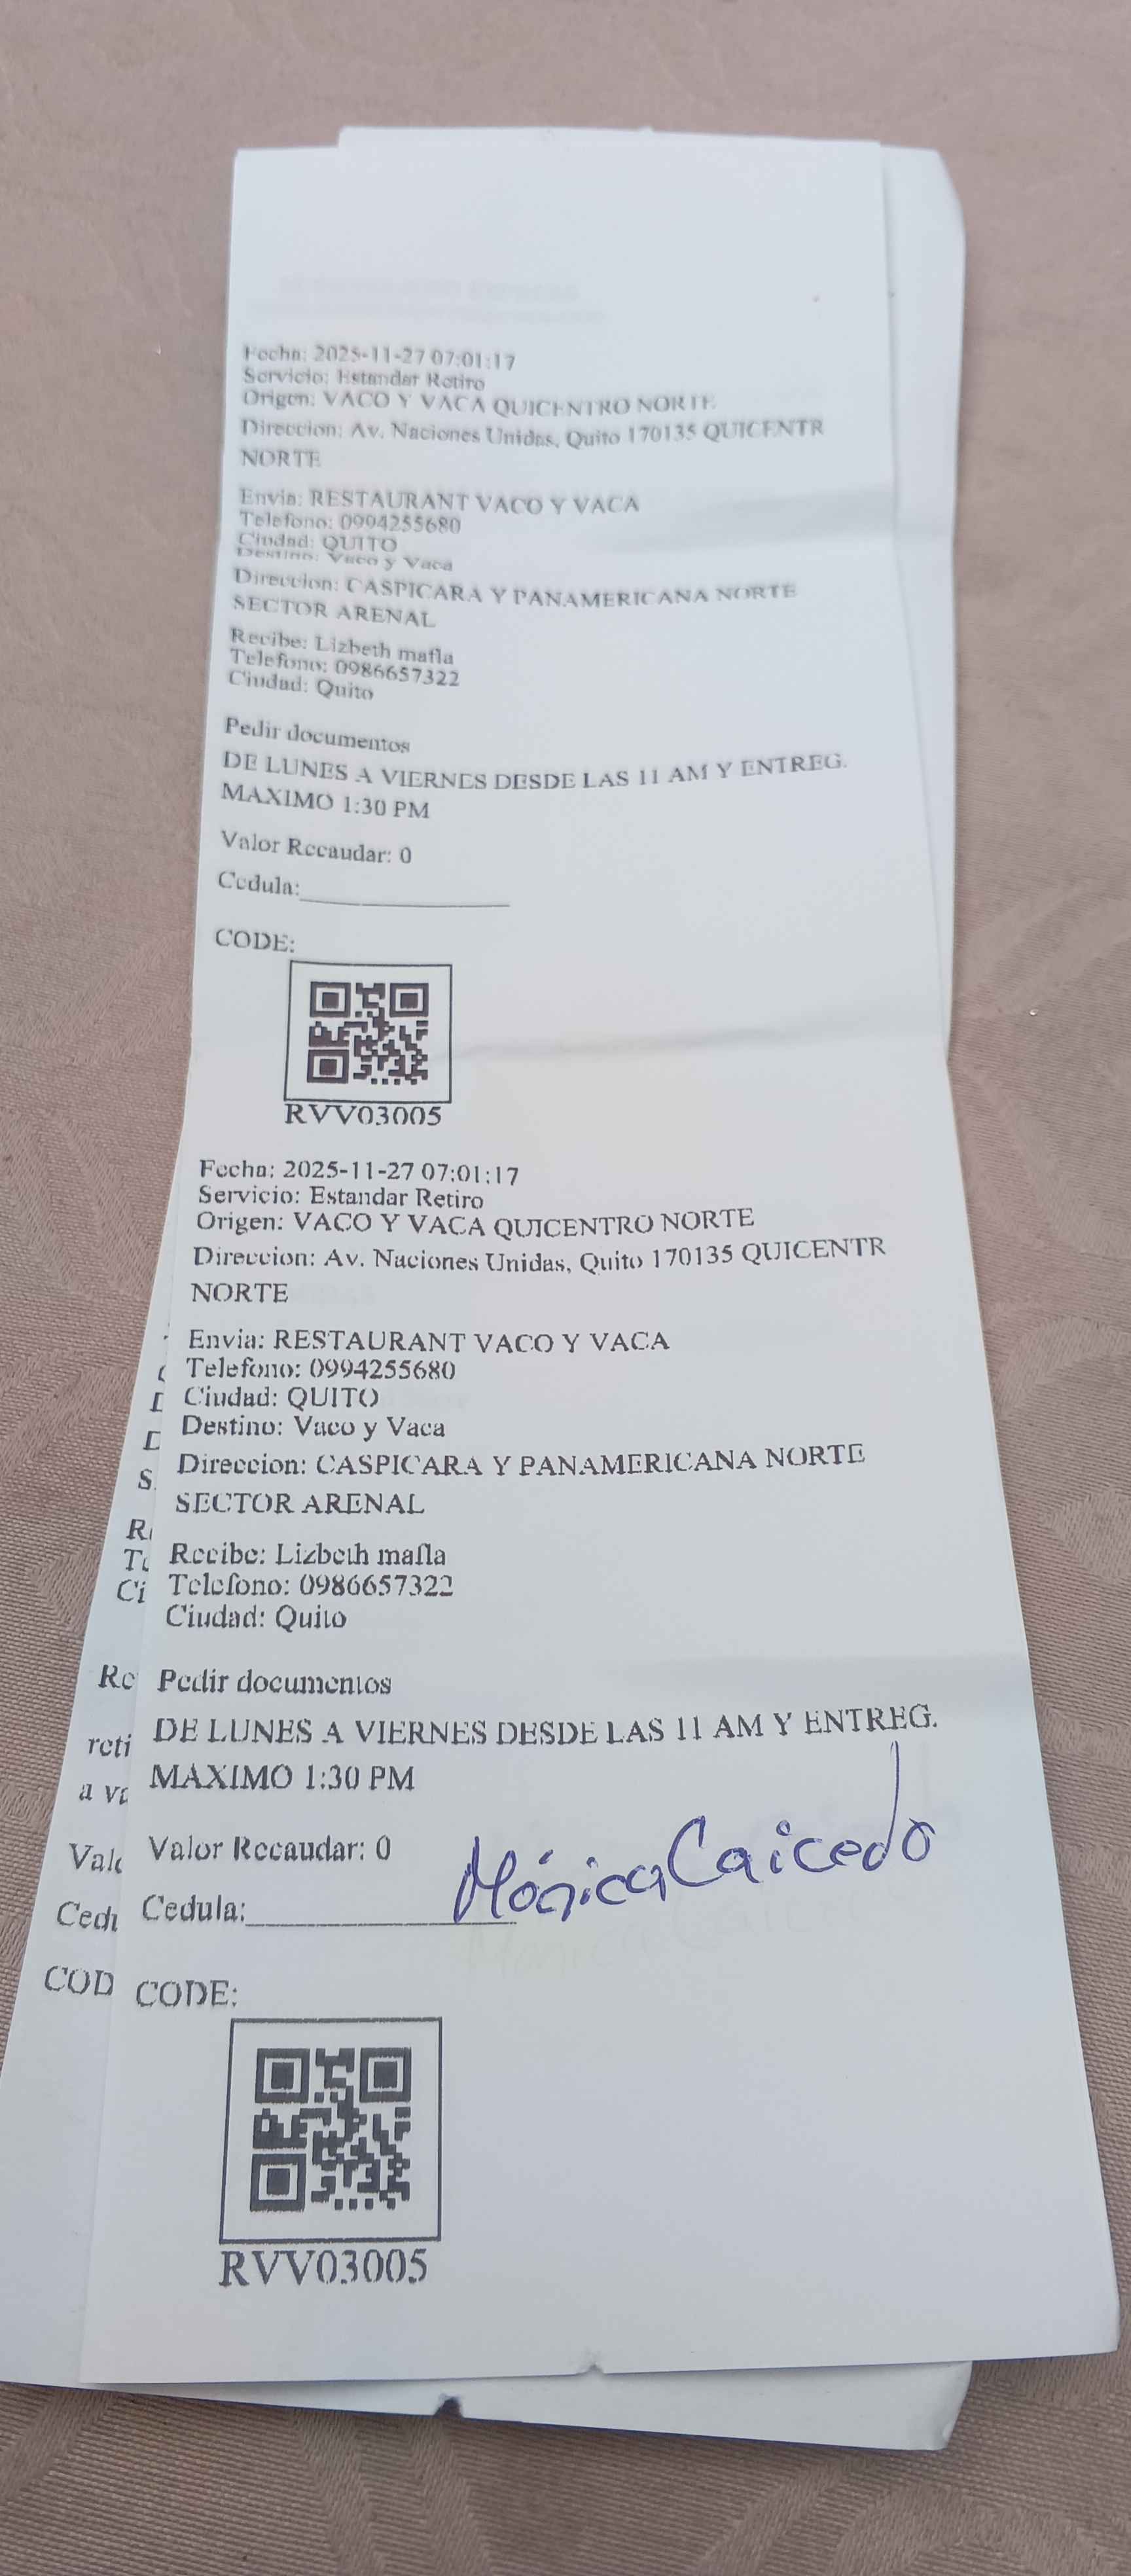 Fecha: 2025-11-27 07:01:17
Servicio: Estandar Retiro
Origen: VACO Y VACA QUICENTRO NORTE
Direccion: Av. Naciones Unidas, Quito 170135 QUICENTR
NORTE
Envia: RESTAURANT VACO Y VACA
Telefono: 0994255680
Ciudad: QUITO
Destino: Vaco y Vaca
Direccion: CASPICARA Y PANAMERICANA NORTE
SECTOR ARENAL
Recibe: Lizbeth mafla
Telefono: 0986657322
Ciudad: Quito
Pedir documentos
DE LUNES A VIERNES DESDE LAS 11 AM Y ENTREG.
MAXIMO 1:30 PM
Valor Recaudar: 0
Cedula:
CODE:
RVV03005
Fecha: 2025-11-27 07:01:17
Servicio: Estandar Retiro
Origen: VACO Y VACA QUICENTRO NORTE
Direccion: Av. Naciones Unidas, Quito 170135 QUICENTR
NORTE
Envia: RESTAURANT VACO Y VACA
Telefono: 0994255680
Ciudad: QUITO
Destino: Vaco y Vaca
Direccion: CASPICARA Y PANAMERICANA NORTE
SECTOR ARENAL
Recibe: Lizbeth mafla
Telefono: 0986657322
Ciudad: Quito
Pedir documentos
DE LUNES A VIERNES DESDE LAS 11 AM Y ENTREG.
MAXIMO 1:30 PM
Valor Recaudar: 0
Mónica Caicedo
Cedula:
CODE:
RVV03005